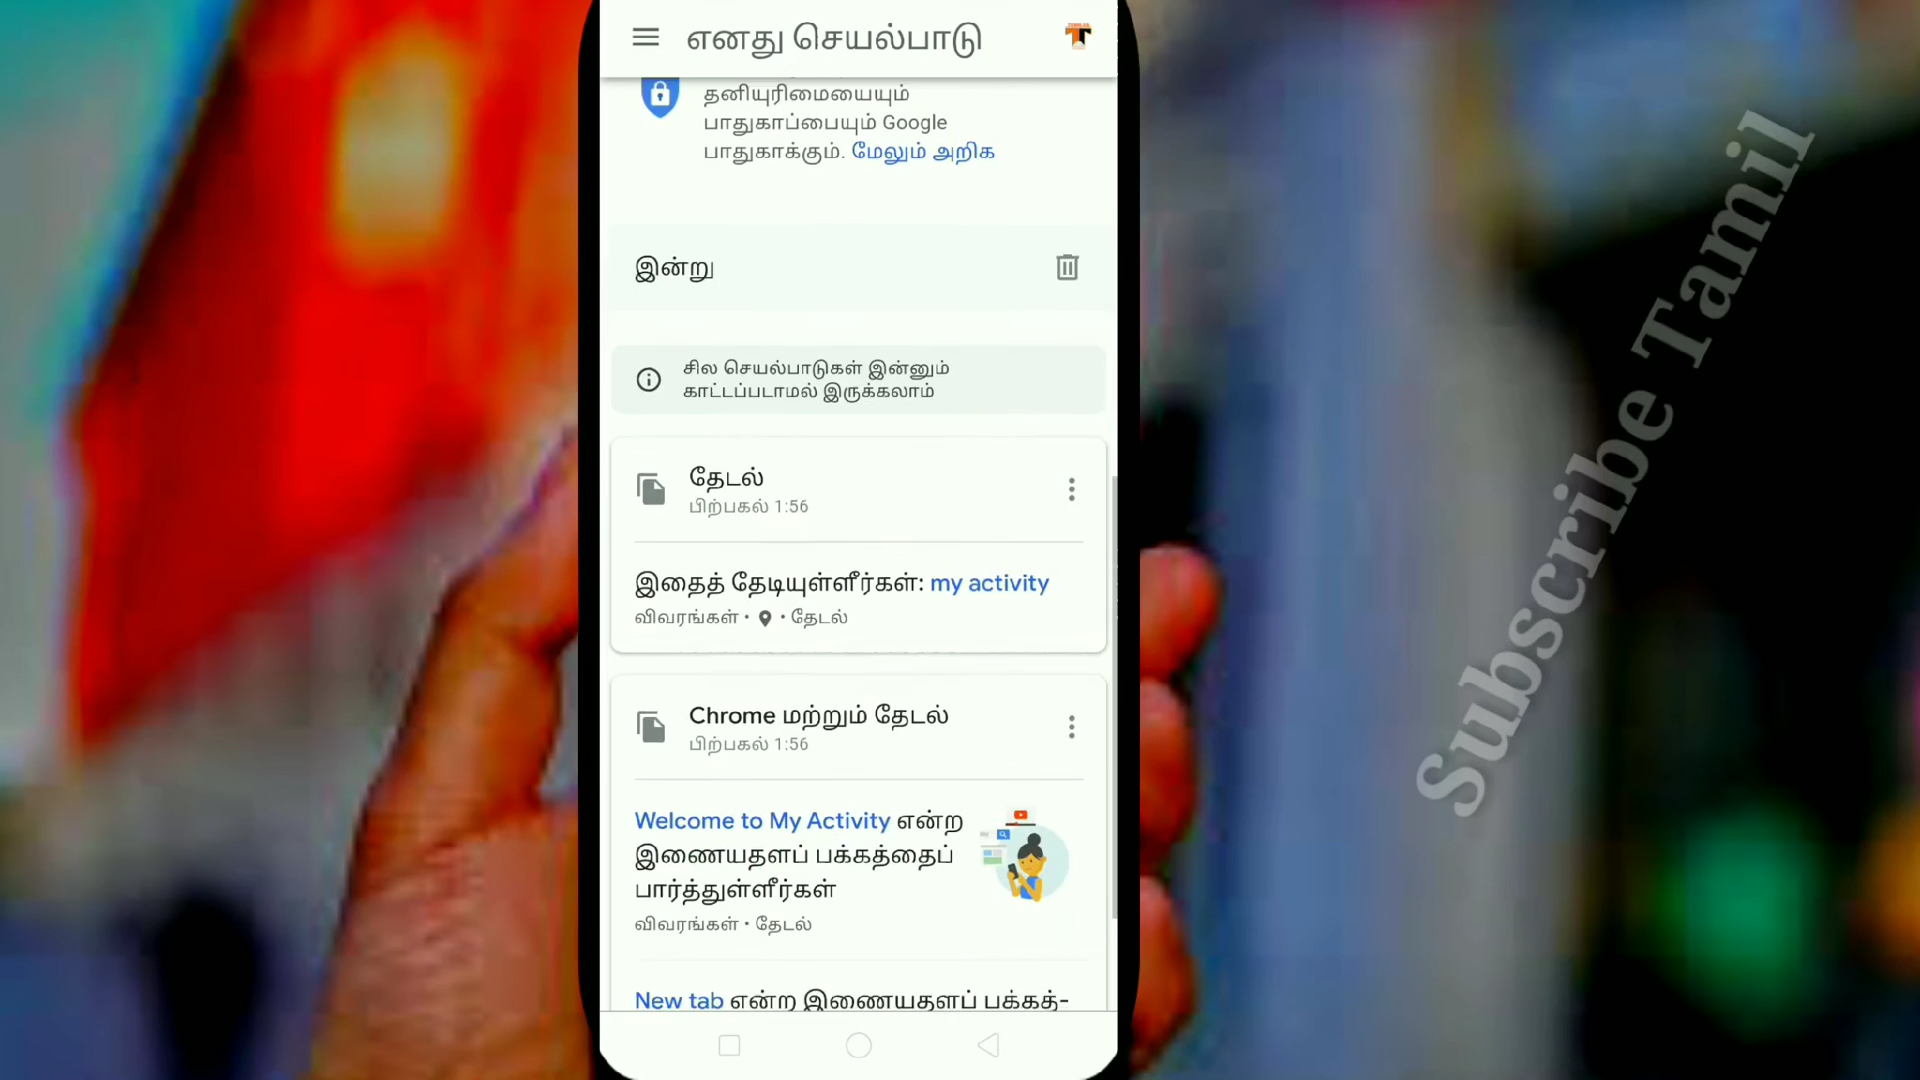 எனது செயல்பாடு
தனியுரிமையையும்
பாதுகாப்பையும் Google
பாதுகாக்கும். மேலும் அறிக
இன்று
சில செயல்பாடுகள் இன்னும்
காட்டப்படாமல் இருக்கலாம்
தேடல்
பிற்பகல் 1:56
இதைத் தேடியுள்ளீர்கள்: my activity
விவரங்கள் • • தேடல்
Chrome மற்றும் தேடல்
பிற்பகல் 1:56
Welcome to My Activity என்ற
இணையதளப் பக்கத்தைப்
பார்த்துள்ளீர்கள்
விவரங்கள் • தேடல்
New tab என்ற இணையதளப் பக்கத்-
Subscribe Tamil